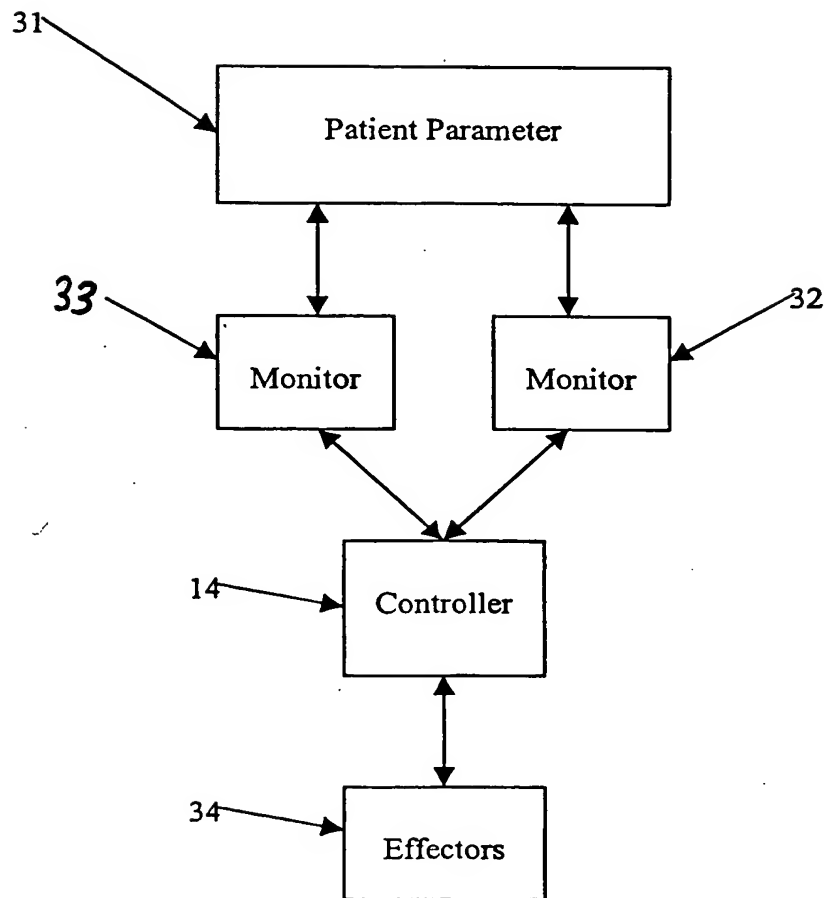 31
Patient Parameter
33
32
Monitor
Monitor
14
Controller
34
Effectors